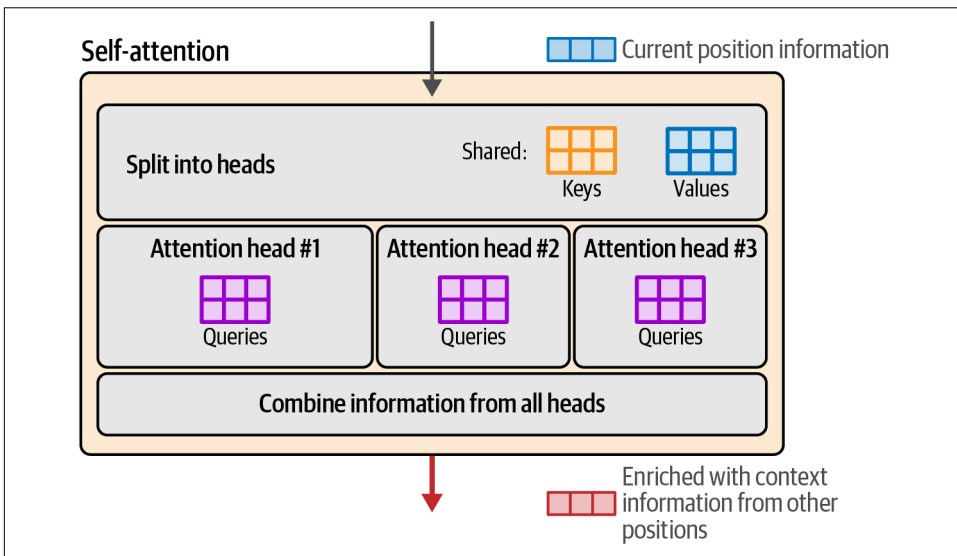 Self-attention
Current position information
Split into heads
Shared:
Keys
Values
Attention head #1
Attention head #2
Attention head #3
Queries
Queries
Queries
Combine information from all heads
Enriched with context
information from other
positions